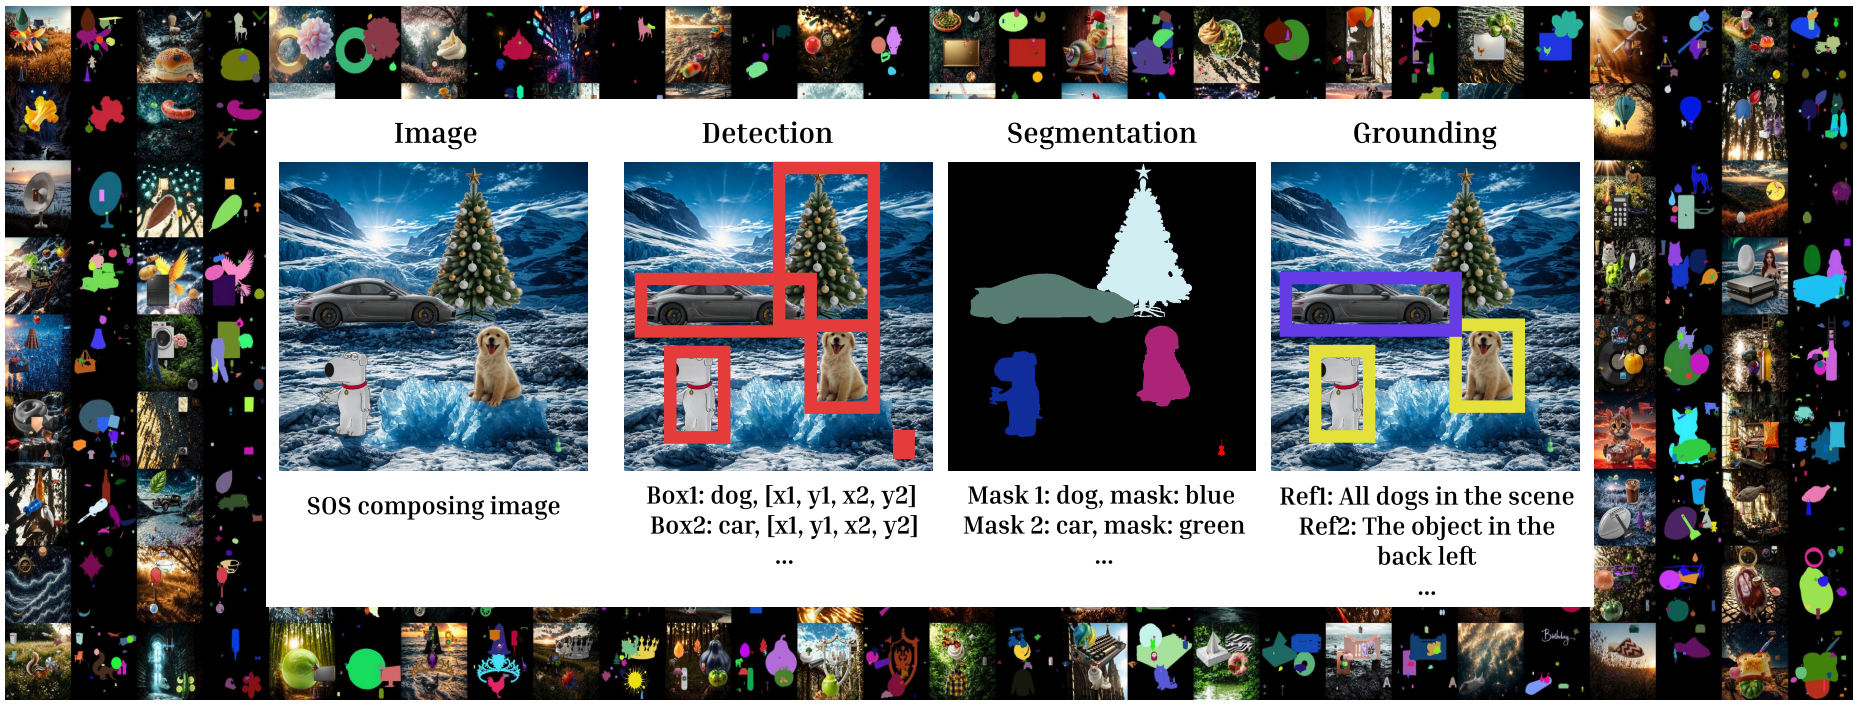 Image
Detection
Segmentation
Grounding
SOS composing image
Box1: dog, [x1, y1, x2, y2]
Box2: car, [x1, y1, x2, y2]
...
Mask 1: dog, mask: blue
Mask 2: car, mask: green
...
Ref1: All dogs in the scene
Ref2: The object in the
back left
...
Birthday
A
A